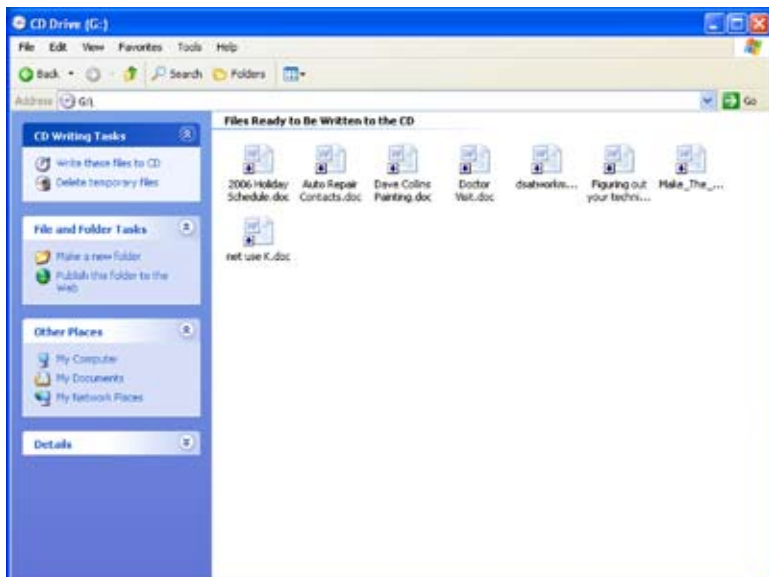 CD Drive (G:)
File Edit View Favorites Tools Help
Back Search Folders
Address G:\ Go
CD Writing Tasks
Write these files to CD
Delete temporary files
File and Folder Tasks
Make a new folder
Publish this folder to the
Web
Other Places
My Computer
My Documents
My Network Places
Details
Files Ready to Be Written to the CD
2006 Holiday
Schedule.doc
Auto Repair
Contacts.doc
Dave Collins
Painting.doc
Doctor
Visit.doc
dsatworkw...
Figuring out
your techni...
Make_The_...
net use K.doc